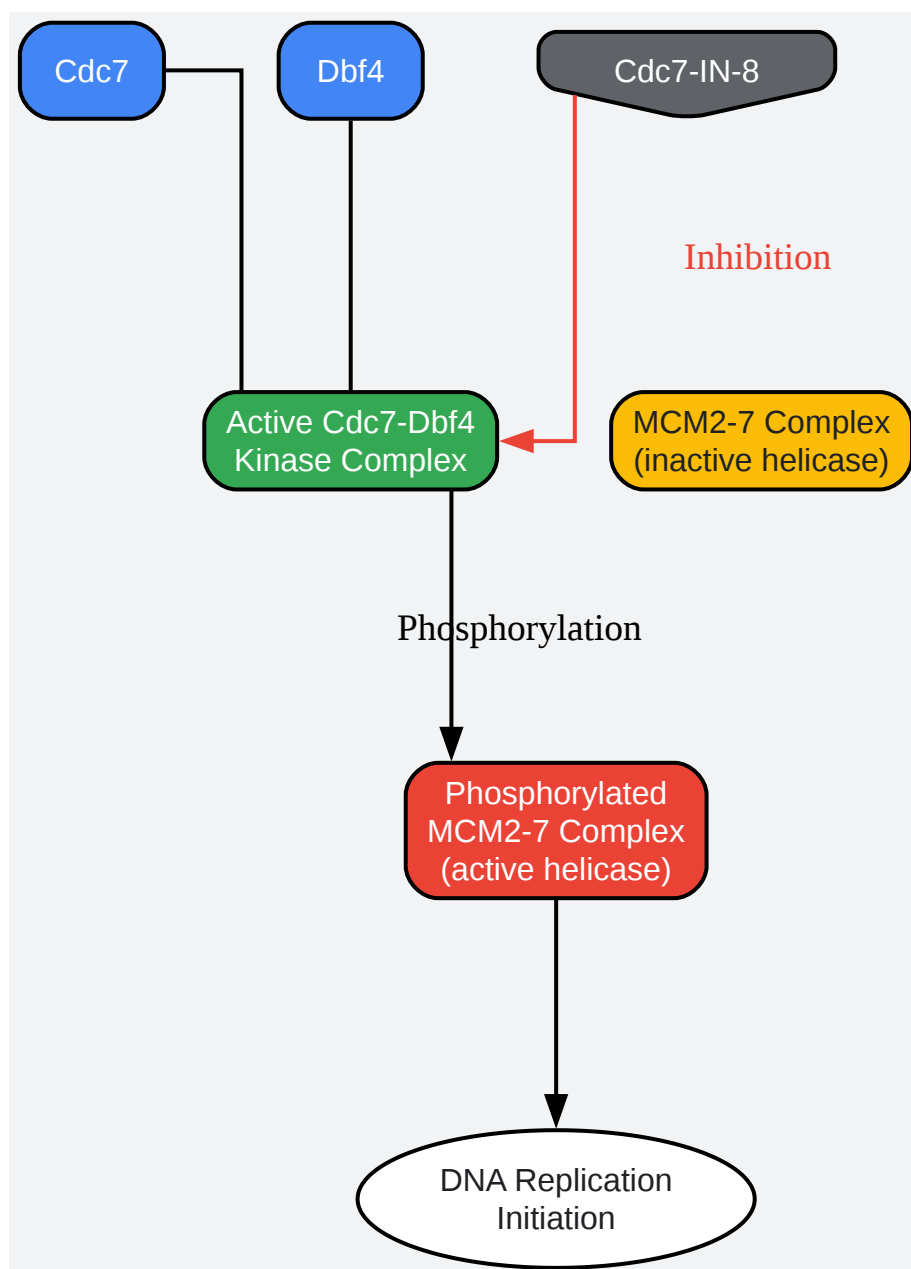 Cdc7
Dbf4
Cdc7-IN-8
Inhibition
Active Cdc7-Dbf4
Kinase Complex
MCM2-7 Complex
(inactive helicase)
Phosphorylation
Phosphorylated
MCM2-7 Complex
(active helicase)
DNA Replication
Initiation